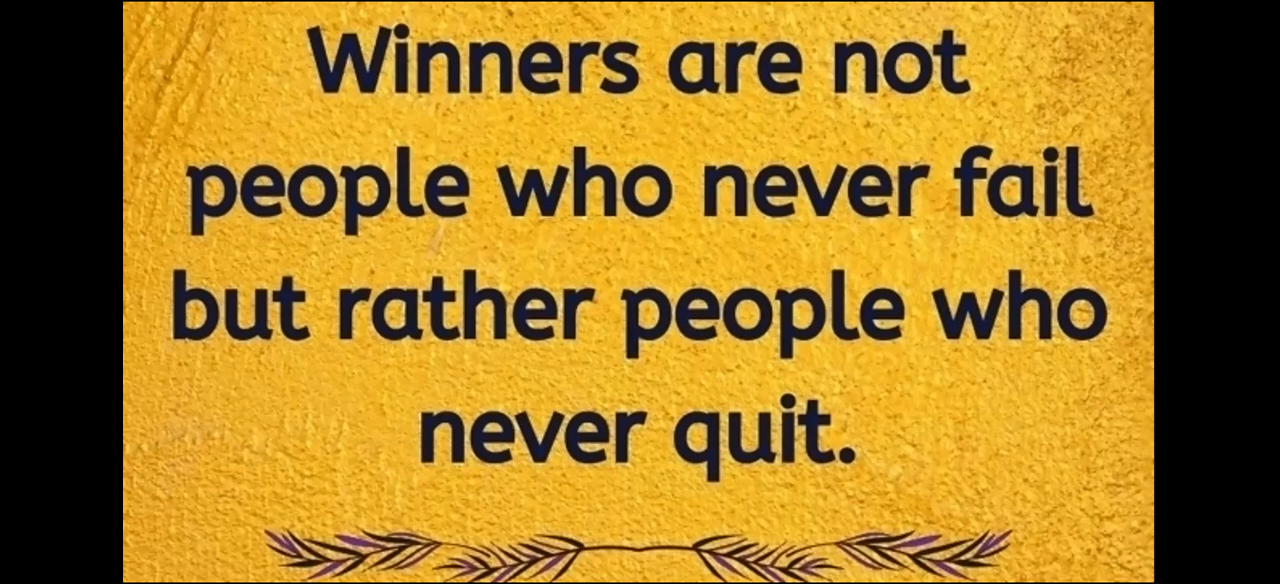 Winners are not
people who never fail
but rather people who
never quit.